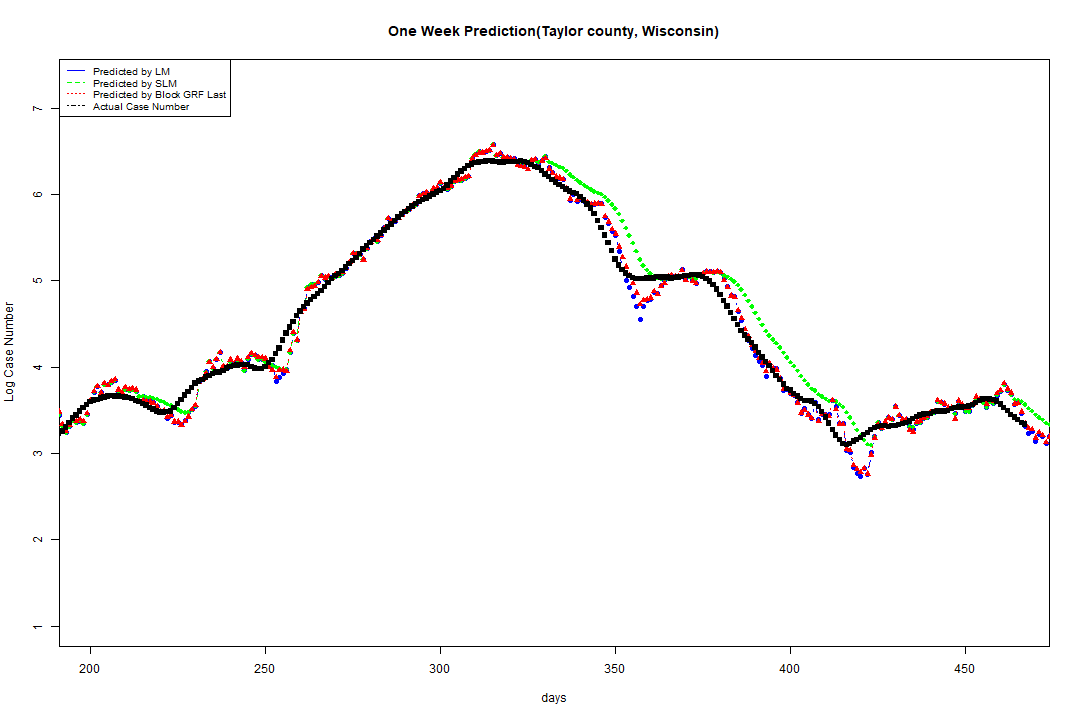 One Week Prediction(Taylor county, Wisconsin)
Predicted by LM
Predicted by SLM
Predicted by Block GRF Last
Actual Case Number
7
6
5
4
3
2
1
Log Case Number
200 250 300 350 400 450
days